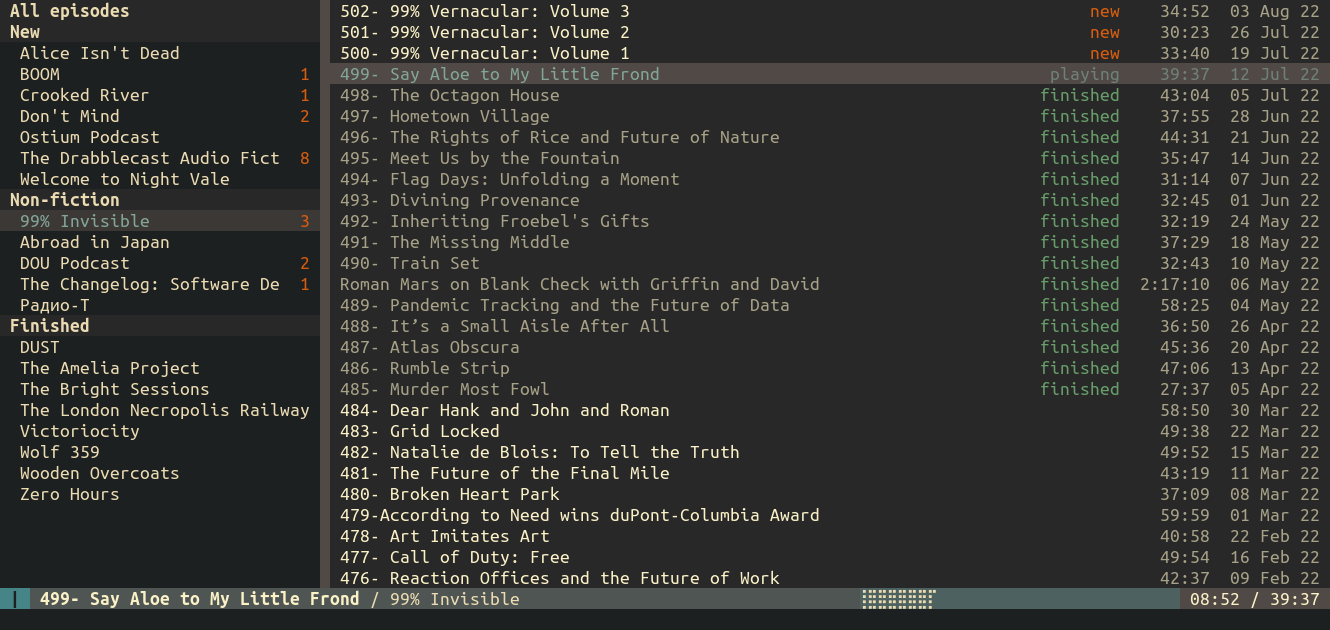 All episodes
New
Alice Isn't Dead
BOOM 1
Crooked River 1
Don't Mind 2
Ostium Podcast
The Drabblecast Audio Fict 8
Welcome to Night Vale
Non-fiction
99% Invisible 3
Abroad in Japan
DOU Podcast 2
The Changelog: Software De 1
Радио-Т
Finished
DUST
The Amelia Project
The Bright Sessions
The London Necropolis Railway
Victoriocity
Wolf 359
Wooden Overcoats
Zero Hours
502- 99% Vernacular: Volume 3 new 34:52 03 Aug 22
501- 99% Vernacular: Volume 2 new 30:23 26 Jul 22
500- 99% Vernacular: Volume 1 new 33:40 19 Jul 22
499- Say Aloe to My Little Frond playing 39:37 12 Jul 22
498- The Octagon House finished 43:04 05 Jul 22
497- Hometown Village finished 37:55 28 Jun 22
496- The Rights of Rice and Future of Nature finished 44:31 21 Jun 22
495- Meet Us by the Fountain finished 35:47 14 Jun 22
494- Flag Days: Unfolding a Moment finished 31:14 07 Jun 22
493- Divining Provenance finished 32:45 01 Jun 22
492- Inheriting Froebel's Gifts finished 32:19 24 May 22
491- The Missing Middle finished 37:29 18 May 22
490- Train Set finished 32:43 10 May 22
Roman Mars on Blank Check with Griffin and David finished 2:17:10 06 May 22
489- Pandemic Tracking and the Future of Data finished 58:25 04 May 22
488- It’s a Small Aisle After All finished 36:50 26 Apr 22
487- Atlas Obscura finished 45:36 20 Apr 22
486- Rumble Strip finished 47:06 13 Apr 22
485- Murder Most Fowl finished 27:37 05 Apr 22
484- Dear Hank and John and Roman 58:50 30 Mar 22
483- Grid Locked 49:38 22 Mar 22
482- Natalie de Blois: To Tell the Truth 49:52 15 Mar 22
481- The Future of the Final Mile 43:19 11 Mar 22
480- Broken Heart Park 37:09 08 Mar 22
479-According to Need wins duPont-Columbia Award 59:59 01 Mar 22
478- Art Imitates Art 40:58 22 Feb 22
477- Call of Duty: Free 49:54 16 Feb 22
476- Reaction Offices and the Future of Work 42:37 09 Feb 22
499- Say Aloe to My Little Frond / 99% Invisible 08:52 / 39:37